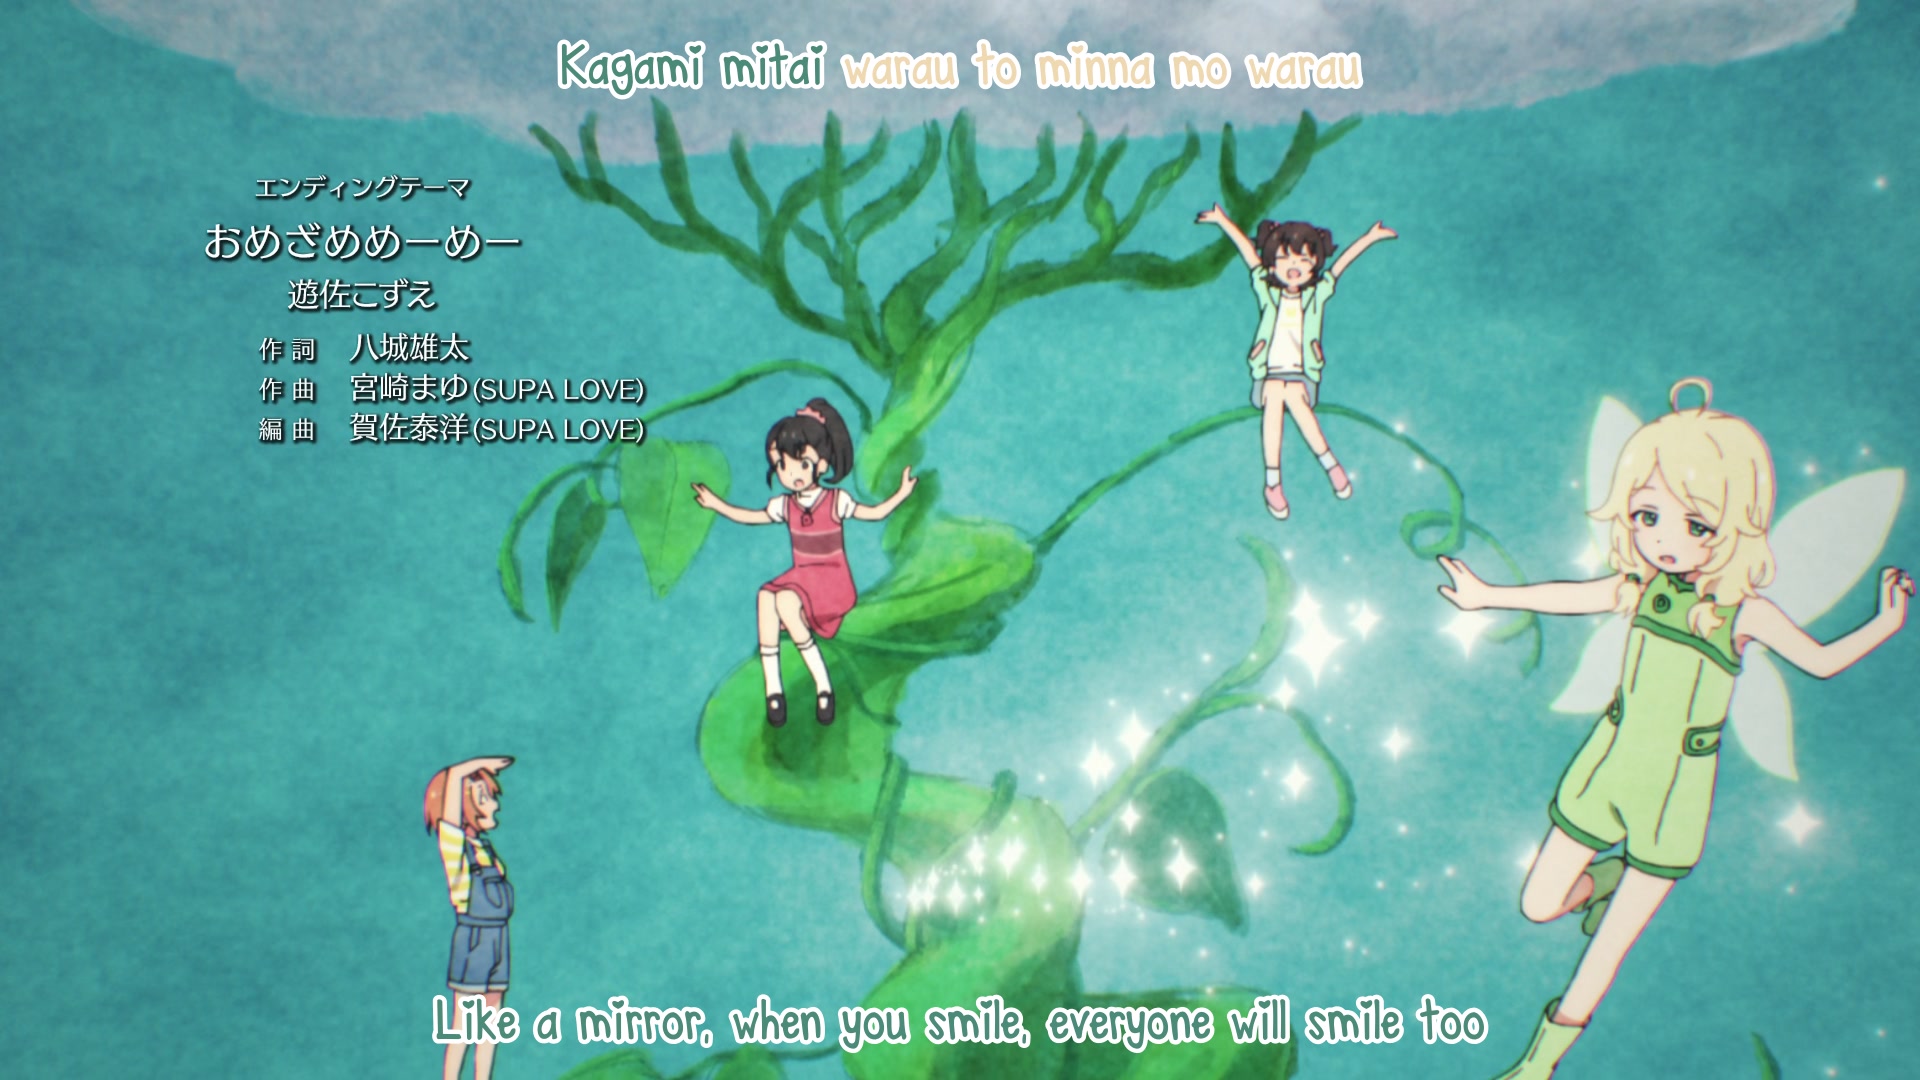 Kagami mitai warau to minna mo warau
エンディングテーマ
おめざめめーめー
遊佐こずえ
作詞 八城雄太
作曲 宮崎まゆ(SUPA LOVE)
編曲 賀佐泰洋(SUPA LOVE)
Like a mirror, when you smile, everyone will smile too